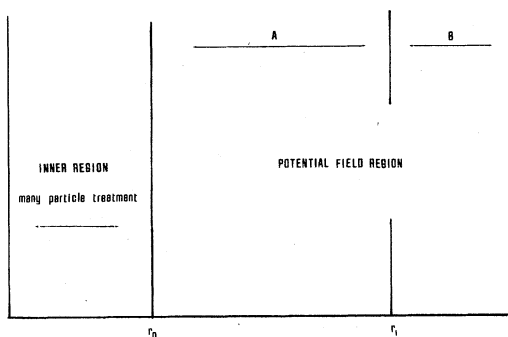 A
B
INNER REGION
many particle treatment
POTENTIAL FIELD REGION
r₀
r₁